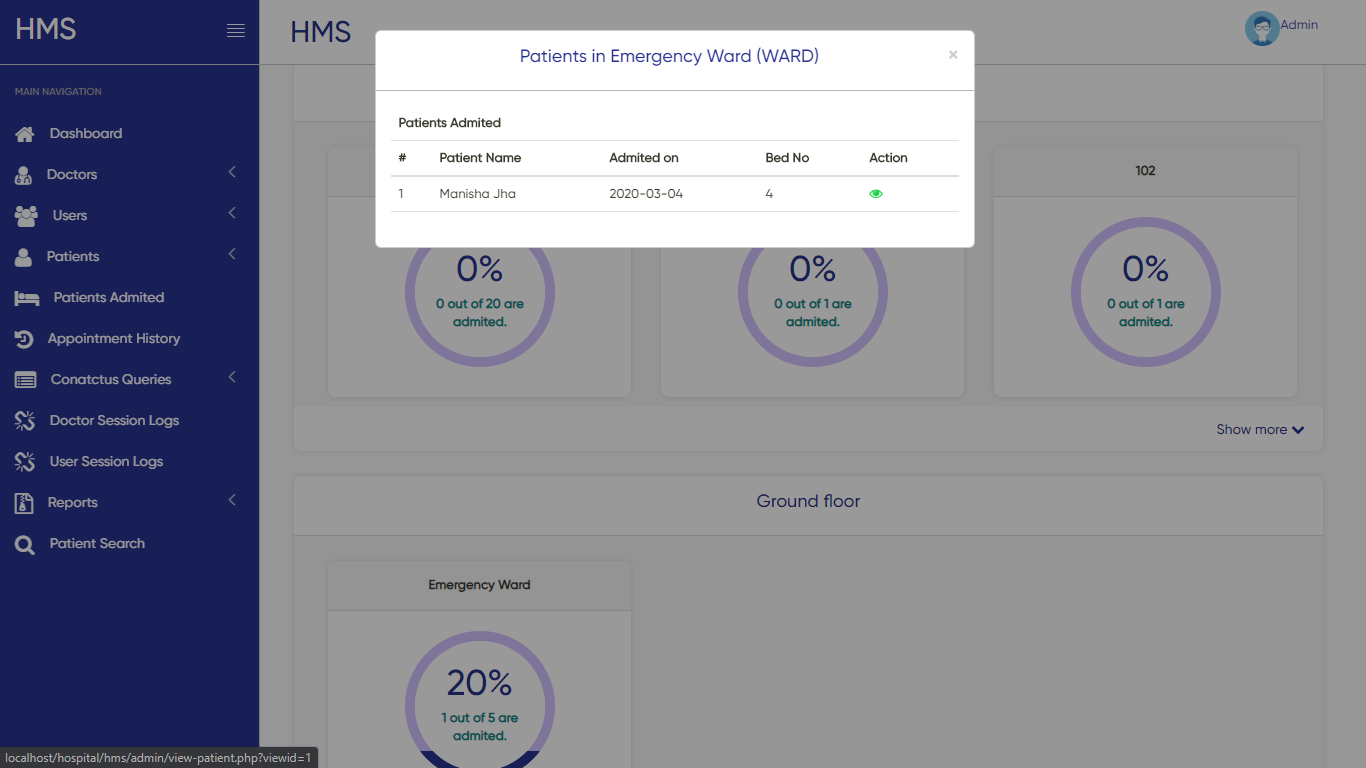 HMS
MAIN NAVIGATION
Dashboard
Doctors
Users
Patients
Patients Admited
Appointment History
Conatctus Queries
Doctor Session Logs
User Session Logs
Reports
Patient Search
HMS
Admin
Patients in Emergency Ward (WARD)
×
Patients Admited
# Patient Name Admited on Bed No Action
1 Manisha Jha 2020-03-04 4
102
0%
0 out of 20 are
admited.
0%
0 out of 1 are
admited.
0%
0 out of 1 are
admited.
Show more
Ground floor
Emergency Ward
20%
1 out of 5 are
admited.
localhost/hospital/hms/admin/view-patient.php?viewid=1